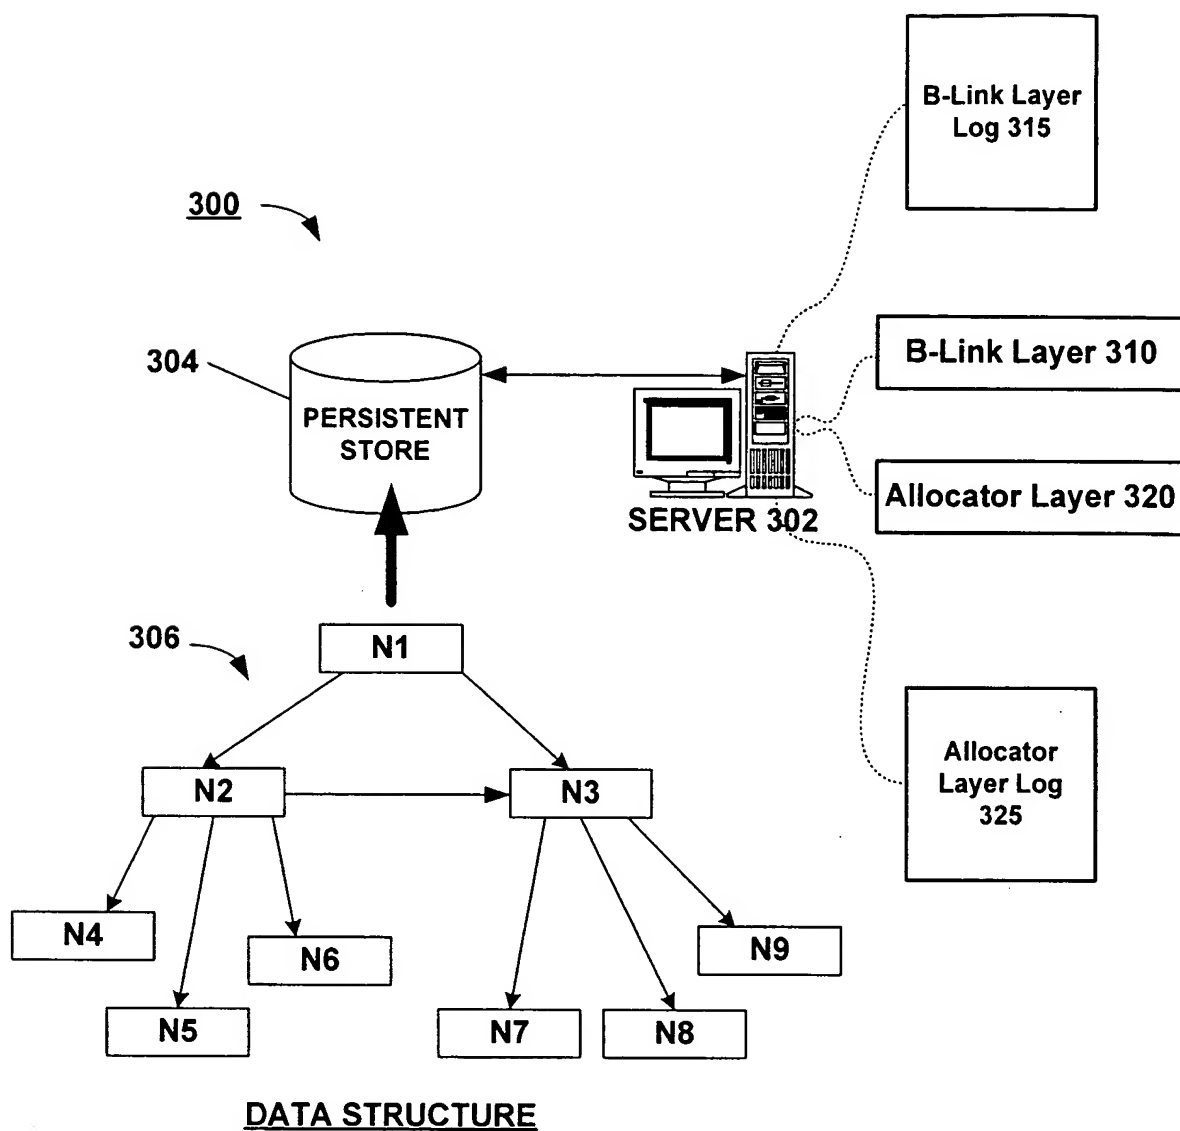 B-Link Layer
Log 315
300
304
PERSISTENT
STORE
B-Link Layer 310
Allocator Layer 320
SERVER 302
306
N1
N2
N3
Allocator
Layer Log
325
N4
N6
N9
N5
N7
N8
DATA STRUCTURE